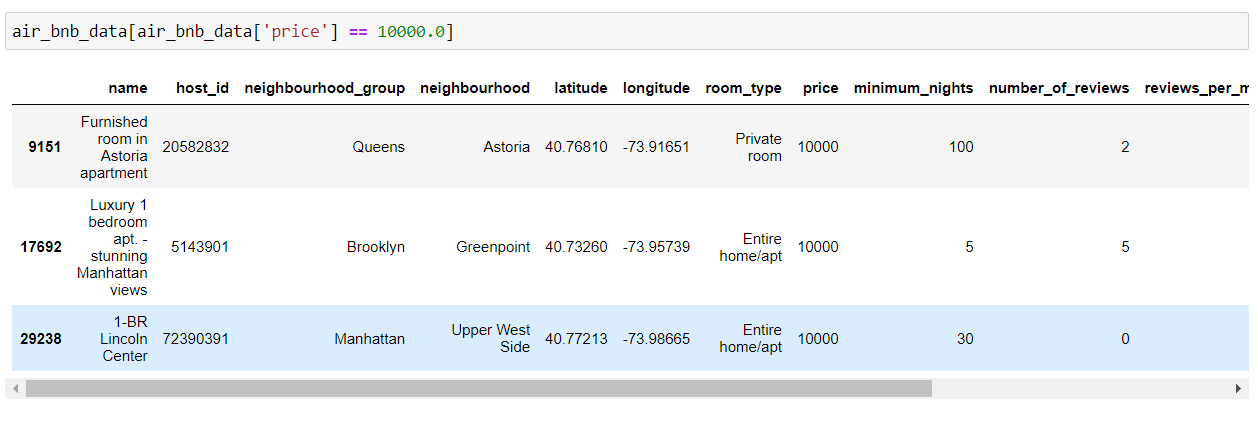 air_bnb_data[air_bnb_data['price'] == 10000.0]
name host_id neighbourhood_group neighbourhood latitude longitude room_type price minimum_nights number_of_reviews reviews_per_m
9151 Furnished room in Astoria apartment 20582832 Queens Astoria 40.76810 -73.91651 Private room 10000 100 2
17692 Luxury 1 bedroom apt. - stunning Manhattan views 5143901 Brooklyn Greenpoint 40.73260 -73.95739 Entire home/apt 10000 5 5
29238 1-BR Lincoln Center 72390391 Manhattan Upper West Side 40.77213 -73.98665 Entire home/apt 10000 30 0